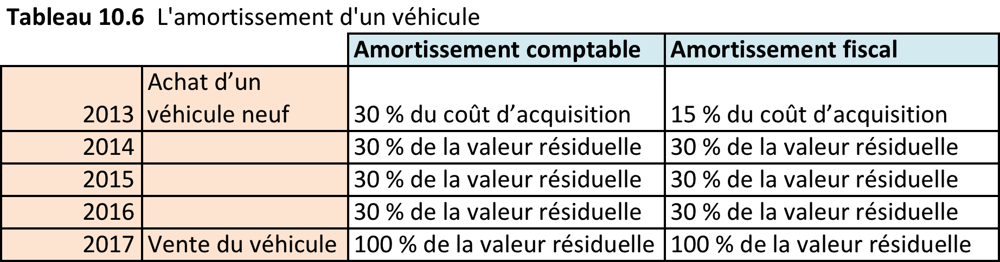 Tableau 10.6 L'amortissement d'un véhicule
Amortissement comptable Amortissement fiscal
Achat d’un
2013 véhicule neuf 30 % du coût d’acquisition 15 % du coût d’acquisition
2014 30 % de la valeur résiduelle 30 % de la valeur résiduelle
2015 30 % de la valeur résiduelle 30 % de la valeur résiduelle
2016 30 % de la valeur résiduelle 30 % de la valeur résiduelle
2017 Vente du véhicule 100 % de la valeur résiduelle 100 % de la valeur résiduelle